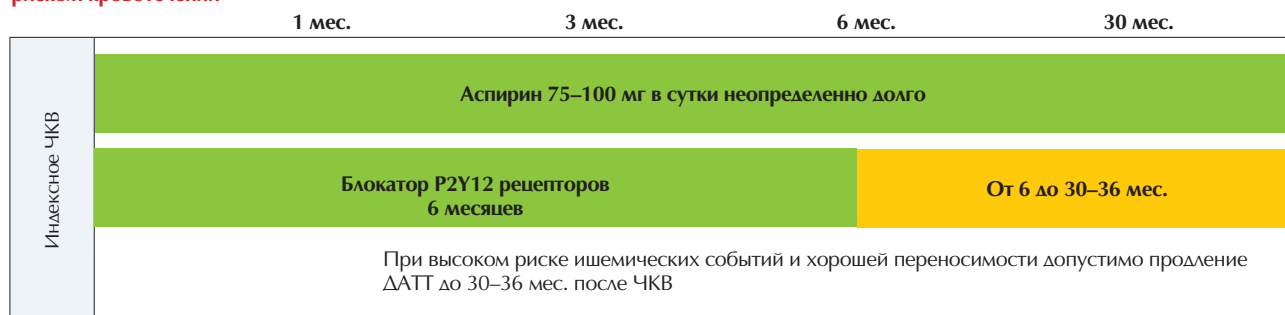 риском кровотечений
1 мес. 3 мес. 6 мес. 30 мес.
Индексное ЧКВ
Аспирин 75–100 мг в сутки неопределенно долго
Блокатор P2Y12 рецепторов
6 месяцев
От 6 до 30–36 мес.
При высоком риске ишемических событий и хорошей переносимости допустимо продление
ДАТТ до 30–36 мес. после ЧКВ